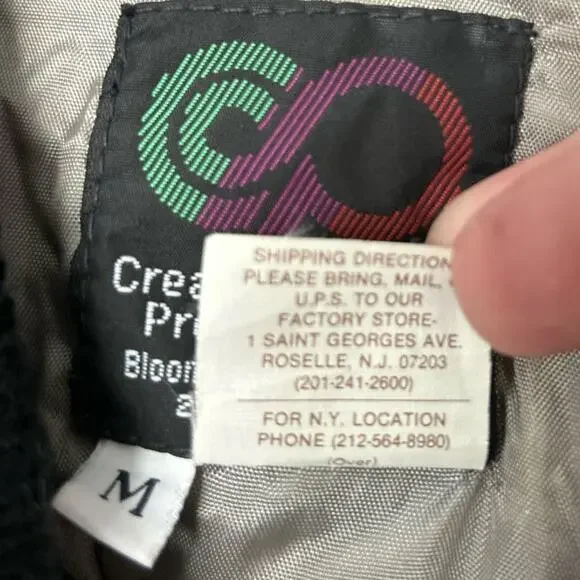 SHIPPING DIRECTION
PLEASE BRING, MAIL,
U.P.S. TO OUR
FACTORY STORE-
1 SAINT GEORGES AVE.
ROSELLE, N.J. 07203
(201-241-2600)
FOR N.Y. LOCATION
PHONE (212-564-8980)
(Over)
Crea
Pr
Bloom
M